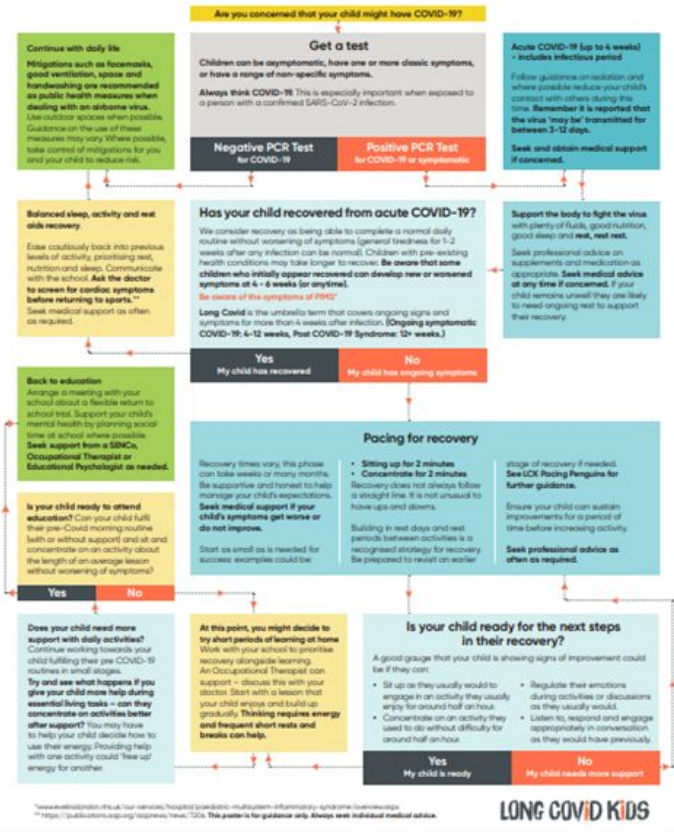 Are you concerned that your child might have COVID-19?
Continue with daily life
Mitigations such as facemasks,
good ventilation, space and
handwashing are recommended
as public health measures when
dealing with an airborne virus.
Use outdoor spaces when possible.
Guidance on the use of these
measures may vary. Where possible,
take control of mitigations for you
and your child to reduce risk.
Get a test
Children can be asymptomatic, have one or more classic symptoms,
or have a range of non-specific symptoms.
Always think COVID-19. This is especially important when exposed to
a person with a confirmed SARS-CoV-2 infection.
Negative PCR Test
for COVID-19
Positive PCR Test
for COVID-19 or symptomatic
Acute COVID-19 (up to 4 weeks)
- includes infectious period
Follow guidance on isolation and
where possible reduce your child's
contact with others during this
time. Remember it is reported that
the virus 'may be' transmitted for
between 3-12 days.
Seek and obtain medical support
if concerned.
Balanced sleep, activity and rest
aids recovery.
Ease cautiously back into previous
levels of activity, prioritising rest,
nutrition and sleep. Communicate
with the school. Ask the doctor
to screen for cardiac symptoms
before returning to sports.**
Seek medical support as often
as required.
Has your child recovered from acute COVID-19?
We consider recovery as being able to complete a normal daily
routine without worsening of symptoms (general tiredness for 1-2
weeks after any infection can be normal). Children with pre-existing
health conditions may take longer to recover. Be aware that some
children who initially appear recovered can develop new or worsened
symptoms at 4 - 6 weeks (or anytime).
Be aware of the symptoms of PIMS*
Long Covid is the umbrella term that covers ongoing signs and
symptoms for more than 4 weeks after infection. (Ongoing symptomatic
COVID-19: 4-12 weeks, Post COVID-19 Syndrome: 12+ weeks.)
Yes
My child has recovered
No
My child has ongoing symptoms
Support the body to fight the virus
with plenty of fluids, good nutrition,
good sleep and rest, rest rest.
Seek professional advice on
supplements and medication as
appropriate. Seek medical advice
at any time if concerned. If your
child remains unwell they are likely
to need ongoing rest to support
their recovery.
Back to education
Arrange a meeting with your
school about a flexible return to
school trial. Support your child's
mental health by planning social
time at school where possible.
Seek support from a SENCo,
Occupational Therapist or
Educational Psychologist as needed.
Pacing for recovery
Recovery times vary, this phase
can take weeks or many months.
Be supportive and honest to help
manage your child's expectations.
Seek medical support if your
child's symptoms get worse or
do not improve.
Start as small as is needed for
success: examples could be:
• Sitting up for 2 minutes
• Concentrate for 2 minutes
Recovery does not always follow
a straight line. It is not unusual to
have ups and downs.
Building in rest days and rest
periods between activities is a
recognised strategy for recovery.
Be prepared to revisit an earlier
stage of recovery if needed.
See LCK Pacing Penguins for
further guidance.
Ensure your child can sustain
improvements for a period of
time before increasing activity.
Seek professional advice as
often as required.
Is your child ready to attend
education? Can your child fulfil
their pre-Covid morning routine
(with or without support) and sit and
concentrate on an activity about
the length of an average lesson
without worsening of symptoms?
Yes
No
Does your child need more
support with daily activities?
Continue working towards your
child fulfilling their pre COVID-19
routines in small stages.
Try and see what happens if you
give your child more help during
essential living tasks - can they
concentrate on activities better
after support? You may have
to help your child decide how to
use their energy. Providing help
with one activity could 'free up'
energy for another.
At this point, you might decide to
try short periods of learning at home
Work with your school to prioritise
recovery alongside learning.
An Occupational Therapist can
support - discuss this with your
doctor. Start with a lesson that
your child enjoys and build up
gradually. Thinking requires energy
and frequent short rests and
breaks can help.
Is your child ready for the next steps
in their recovery?
A good gauge that your child is showing signs of improvement could
be if they can:
• Sit up as they usually would to
engage in an activity they usually
enjoy for around half an hour.
• Concentrate on an activity they
used to do without difficulty for
around half an hour.
• Regulate their emotions
during activities or discussions
as they usually would.
• Listen to, respond and engage
appropriately in conversation
as they would have previously.
Yes
My child is ready
No
My child needs more support
*www.evelinalondon.nhs.uk/our-services/hospital/paediatric-multisystem-inflammatory-syndrome/overview.aspx
** https://publications.aap.org/aapnews/news/7204 This poster is for guidance only. Always seek individual medical advice.
LONG COVID KIDS